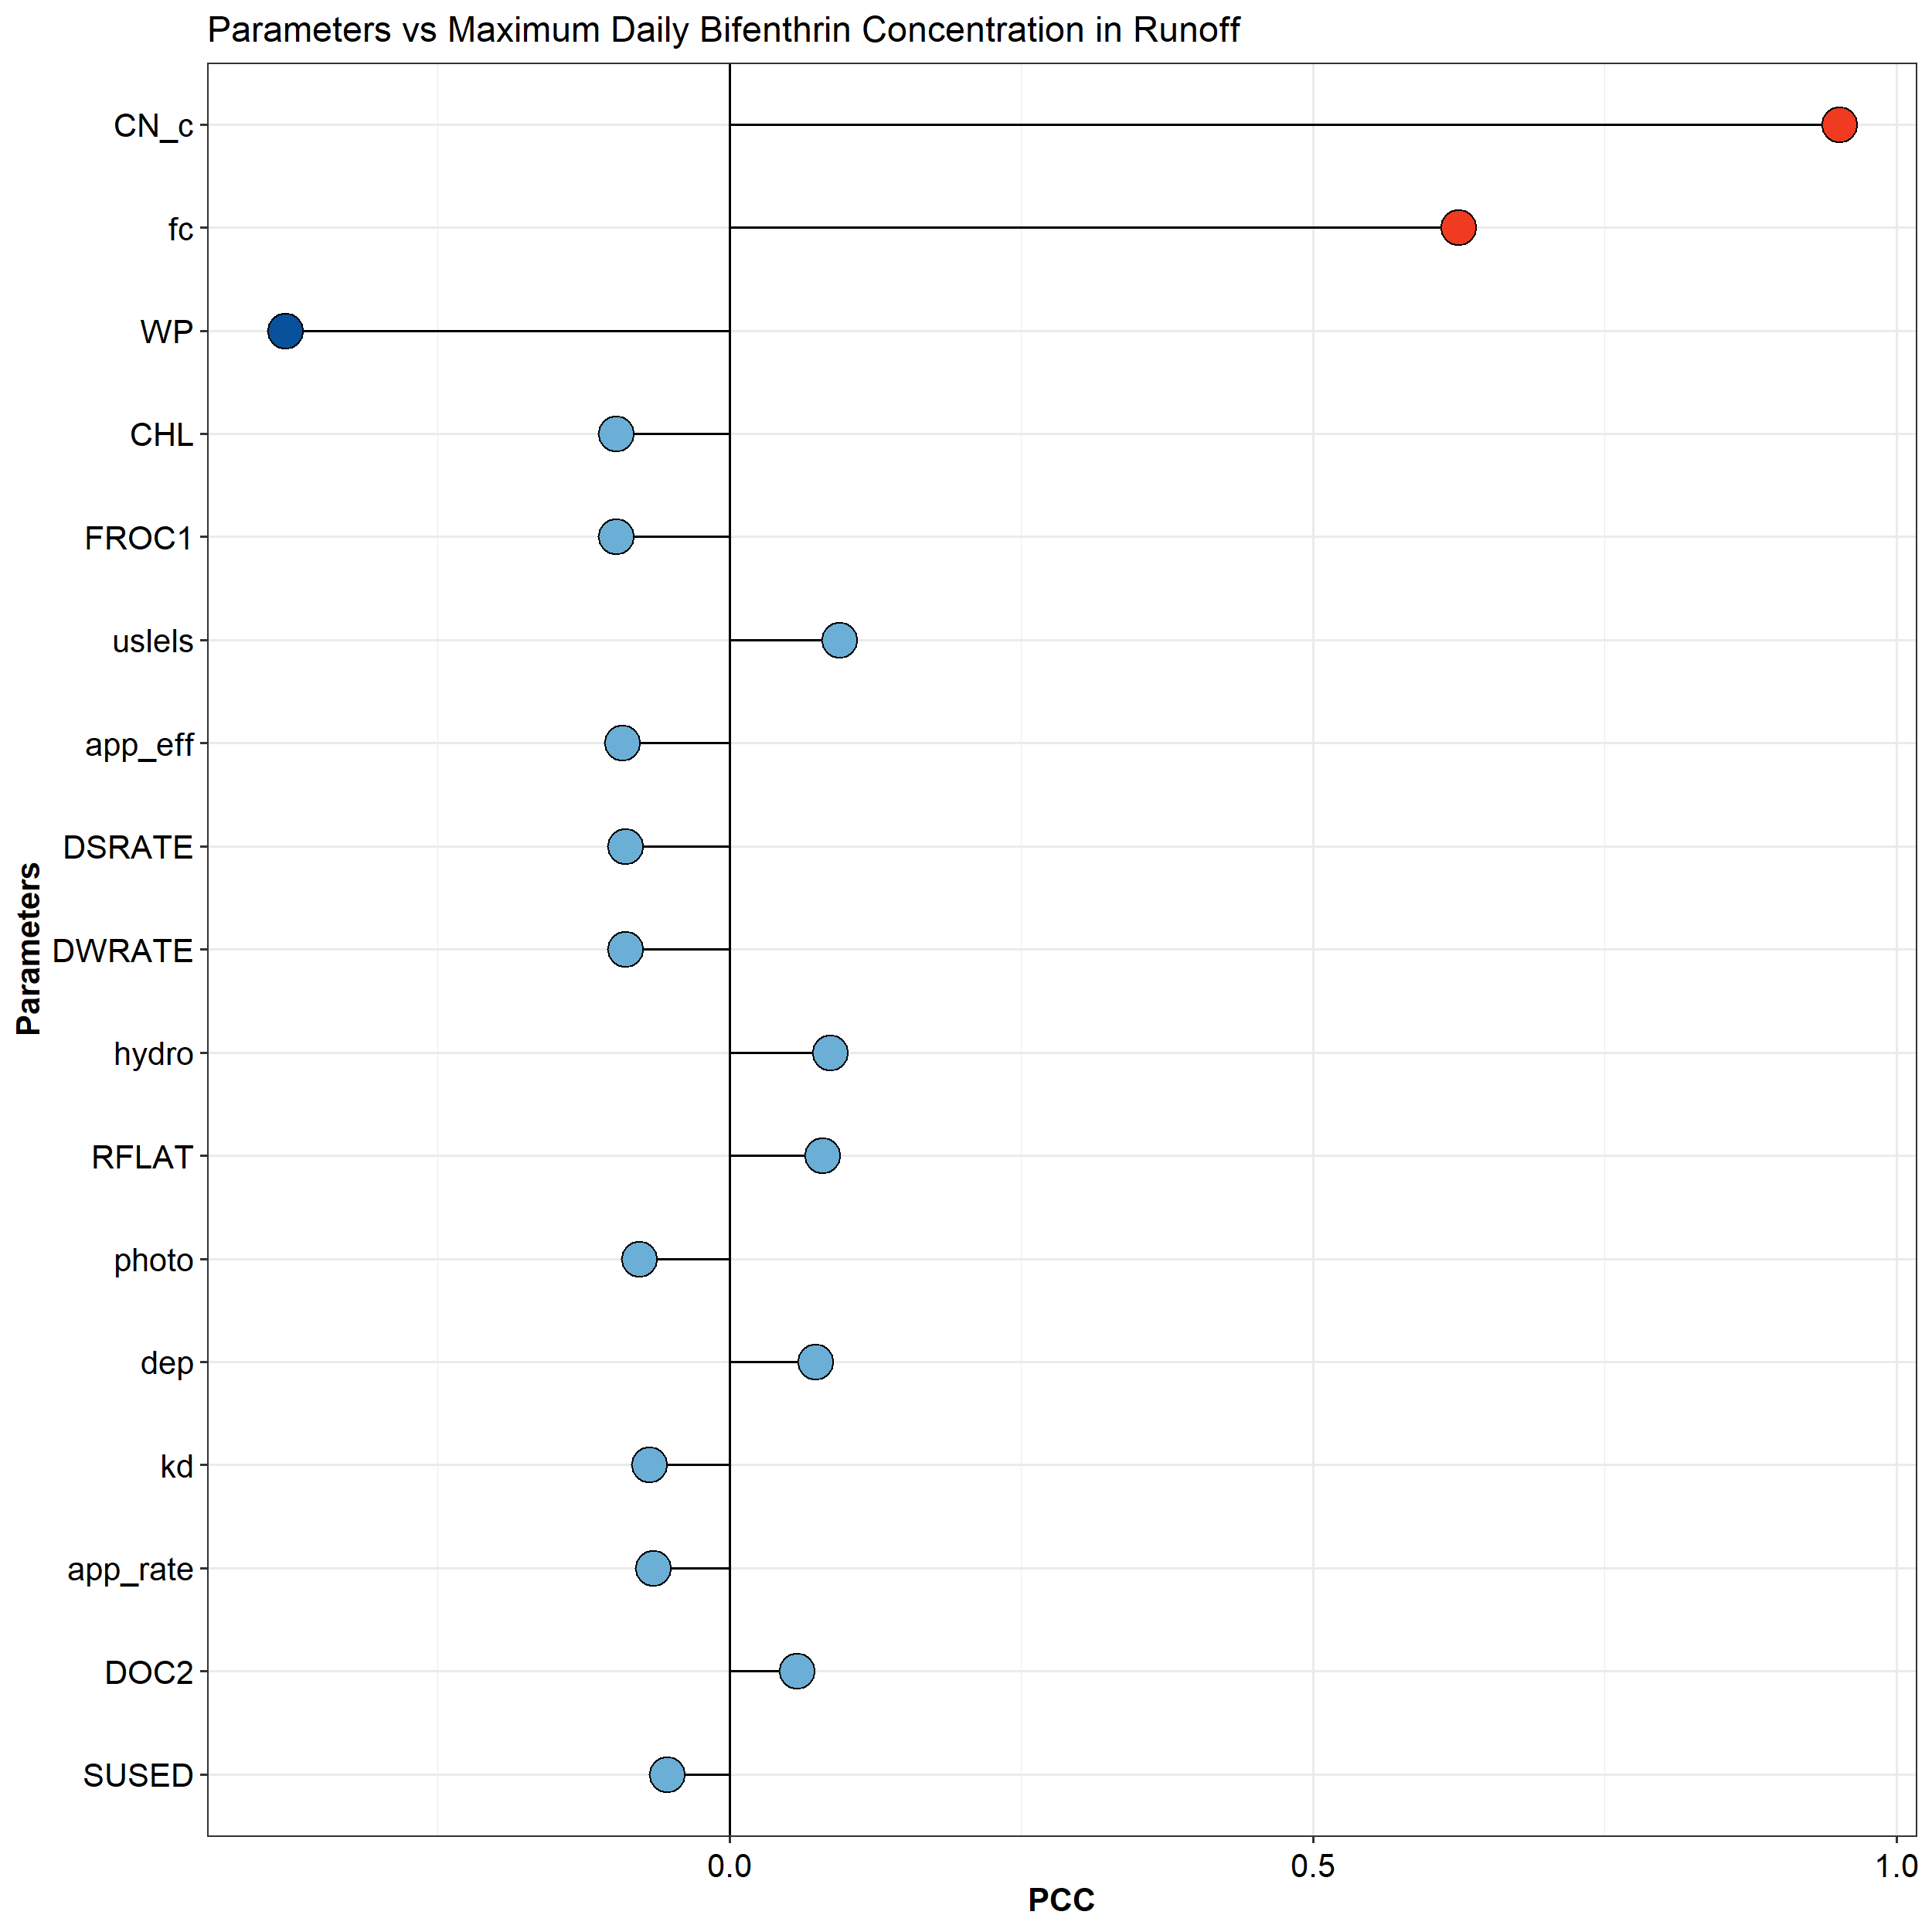 Parameters vs Maximum Daily Bifenthrin Concentration in Runoff
CN_c
fc
WP
CHL
FROC1
uslels
app_eff
DSRATE
DWRATE
hydro
RFLAT
photo
dep
kd
app_rate
DOC2
SUSED
Parameters
0.0 0.5 1.0
PCC